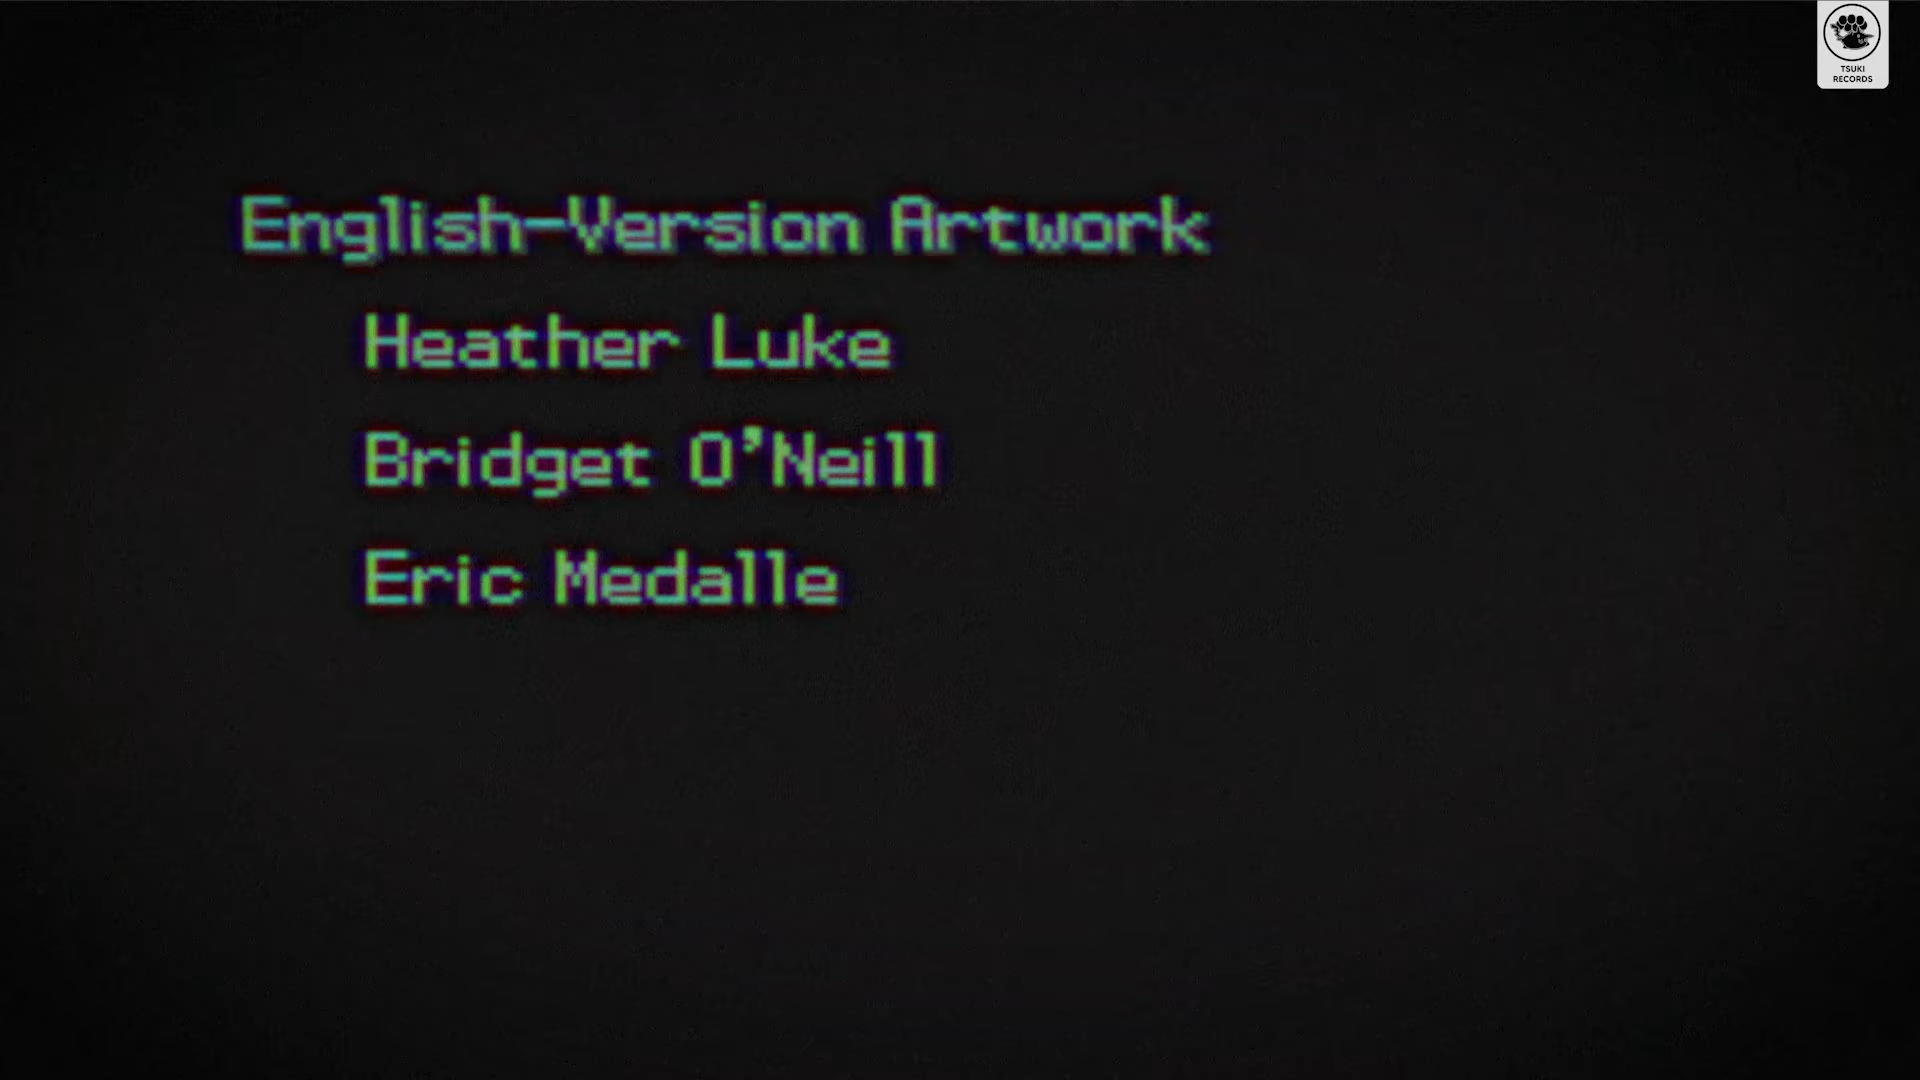 TSUKI
RECORDS
English-Version Artwork
Heather Luke
Bridget O'Neill
Eric Medalle